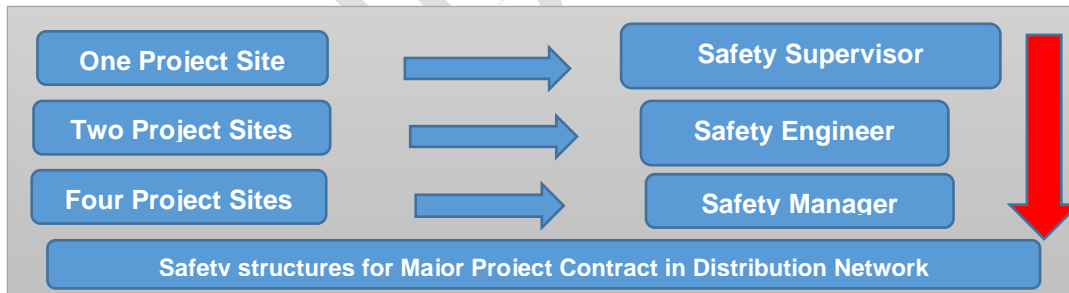 One Project Site
Safety Supervisor
Two Project Sites
Safety Engineer
Four Project Sites
Safety Manager
Safety structures for Major Project Contract in Distribution Network